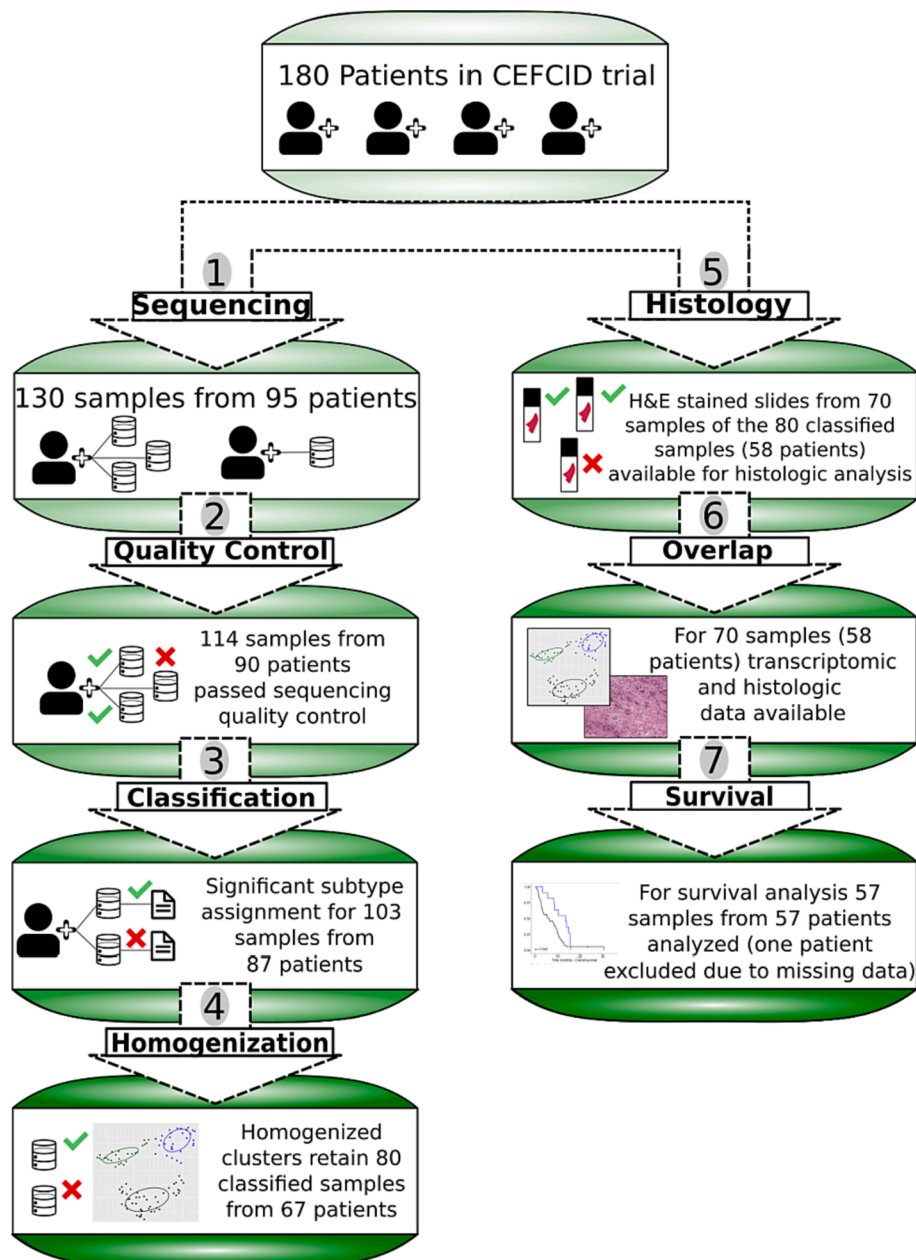 180 Patients in CEFCID trial
1
Sequencing
130 samples from 95 patients
2
Quality Control
114 samples from
90 patients
passed sequencing
quality control
3
Classification
Significant subtype
assignment for 103
samples from
87 patients
4
Homogenization
Homogenized
clusters retain 80
classified samples
from 67 patients
5
Histology
H&E stained slides from 70
samples of the 80 classified
samples (58 patients)
available for histologic analysis
6
Overlap
For 70 samples (58
patients) transcriptomic
and histologic
data available
7
Survival
For survival analysis 57
samples from 57 patients
analyzed (one patient
excluded due to missing data)